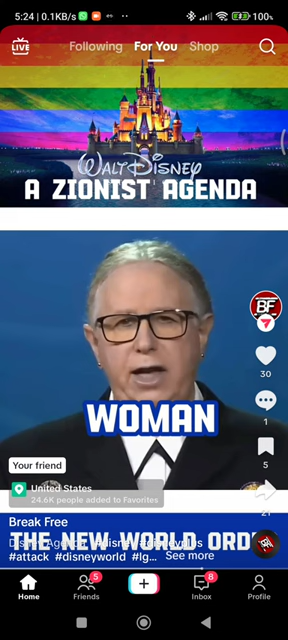 5:24 | 0.1KB/s
100%
LIVE
Following
For You
Shop
WALT DISNEY
A ZIONIST AGENDA
BF
30
WOMAN
1
Your friend
5
United States
24.6K people added to Favorites
21
Break Free
THE NEW WORLD ORD
#attack #disneyworld #lg... See more
5
8
Home
Friends
Inbox
Profile